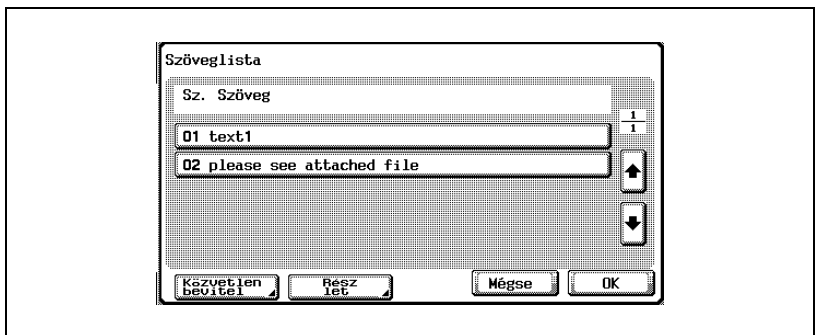 Szöveglista
Sz. Szöveg
1
1
01 text1
02 please see attached file
Közvetlen
bevitel
Rész
let
Mégse
OK